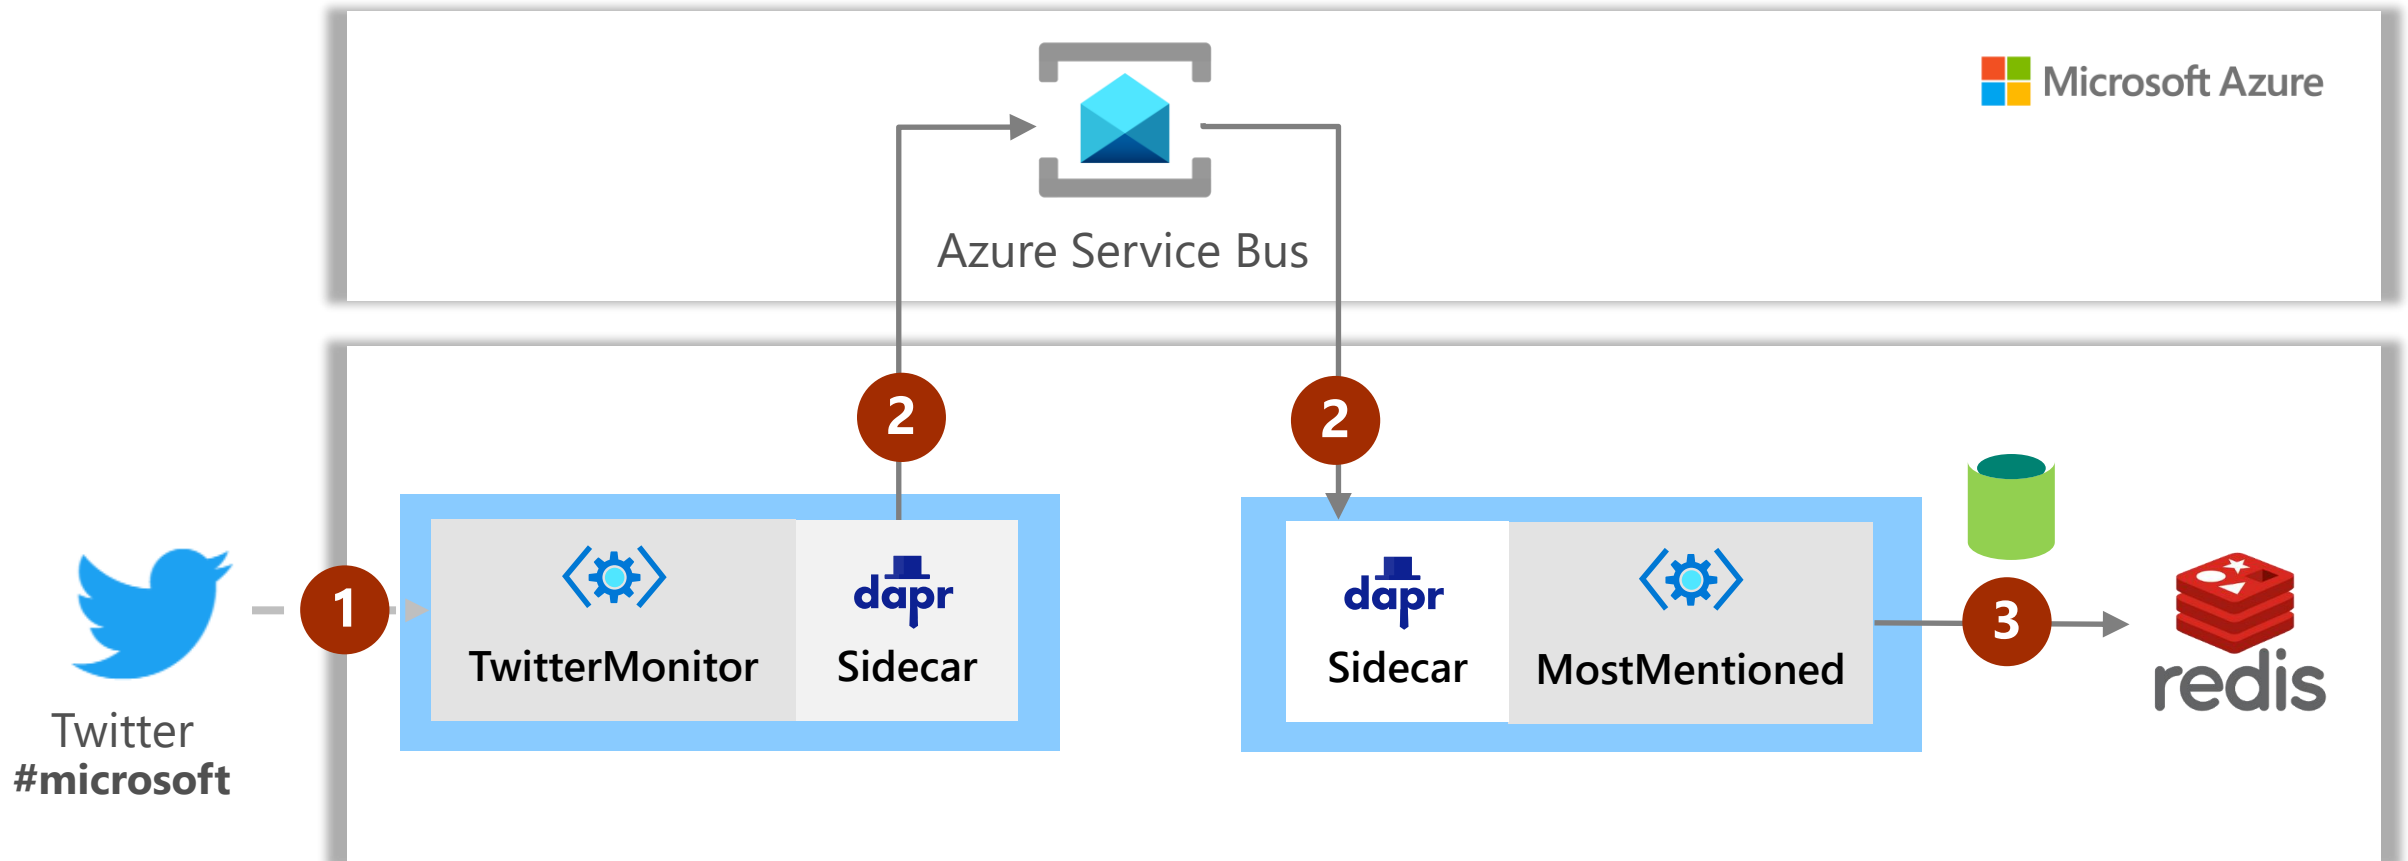 Microsoft Azure
Azure Service Bus
2
2
1
dapr
dapr
3
TwitterMonitor
Sidecar
Sidecar
MostMentioned
redis
Twitter
#microsoft